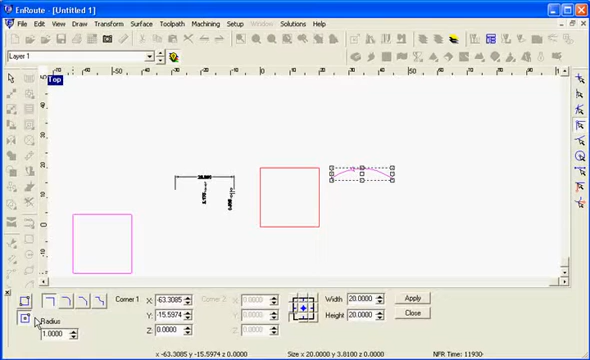 EnRoute - [Untitled 1]
File Edit View Draw Transform Surface Toolpath Machining Setup Window Solutions Help
Layer 1
Top
-50 0 50
Corner 1 X: -63.3085 Corner 2 X: 0.0000 Width 20.0000 Apply
Y: -15.5974 Y: 0.0000 Height 20.0000 Close
Radius Z: 0.0000 Z: 0.0000
1.0000
x -63.3085 y -15.5974 z 0.0000 Size x 20.0000 y 3.8100 z 0.0000 NFR Time: 11930